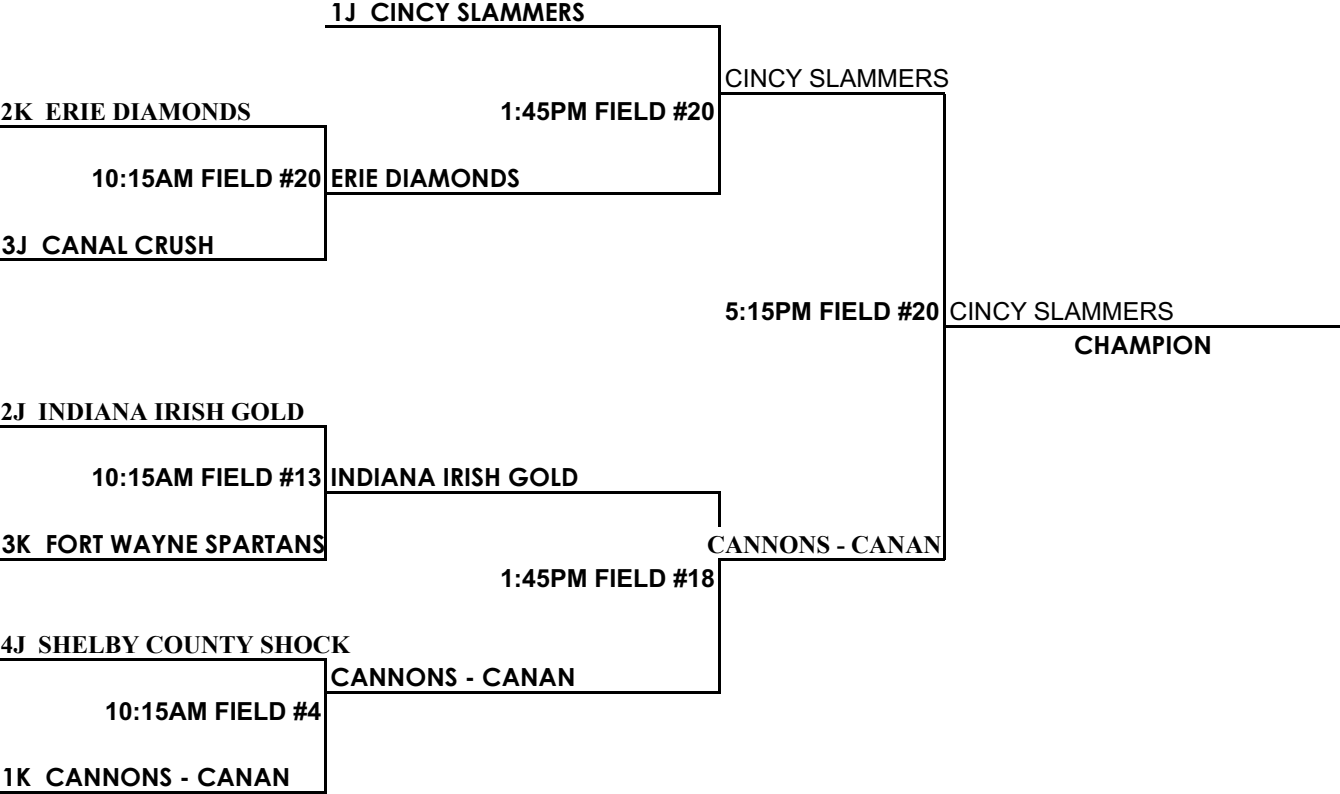 1J  CINCY SLAMMERS
CINCY SLAMMERS
2K  ERIE DIAMONDS
1:45PM FIELD #20
10:15AM FIELD #20
ERIE DIAMONDS
3J  CANAL CRUSH
5:15PM FIELD #20
CINCY SLAMMERS
CHAMPION
2J  INDIANA IRISH GOLD
10:15AM FIELD #13
INDIANA IRISH GOLD
3K  FORT WAYNE SPARTANS
CANNONS - CANAN
1:45PM FIELD #18
4J  SHELBY COUNTY SHOCK
CANNONS - CANAN
10:15AM FIELD #4
1K  CANNONS - CANAN